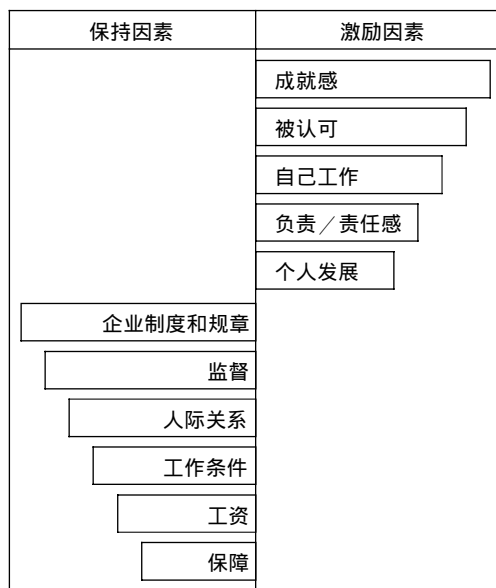 保持因素 激励因素
成就感
被认可
自己工作
负责／责任感
个人发展
企业制度和规章
监督
人际关系
工作条件
工资
保障